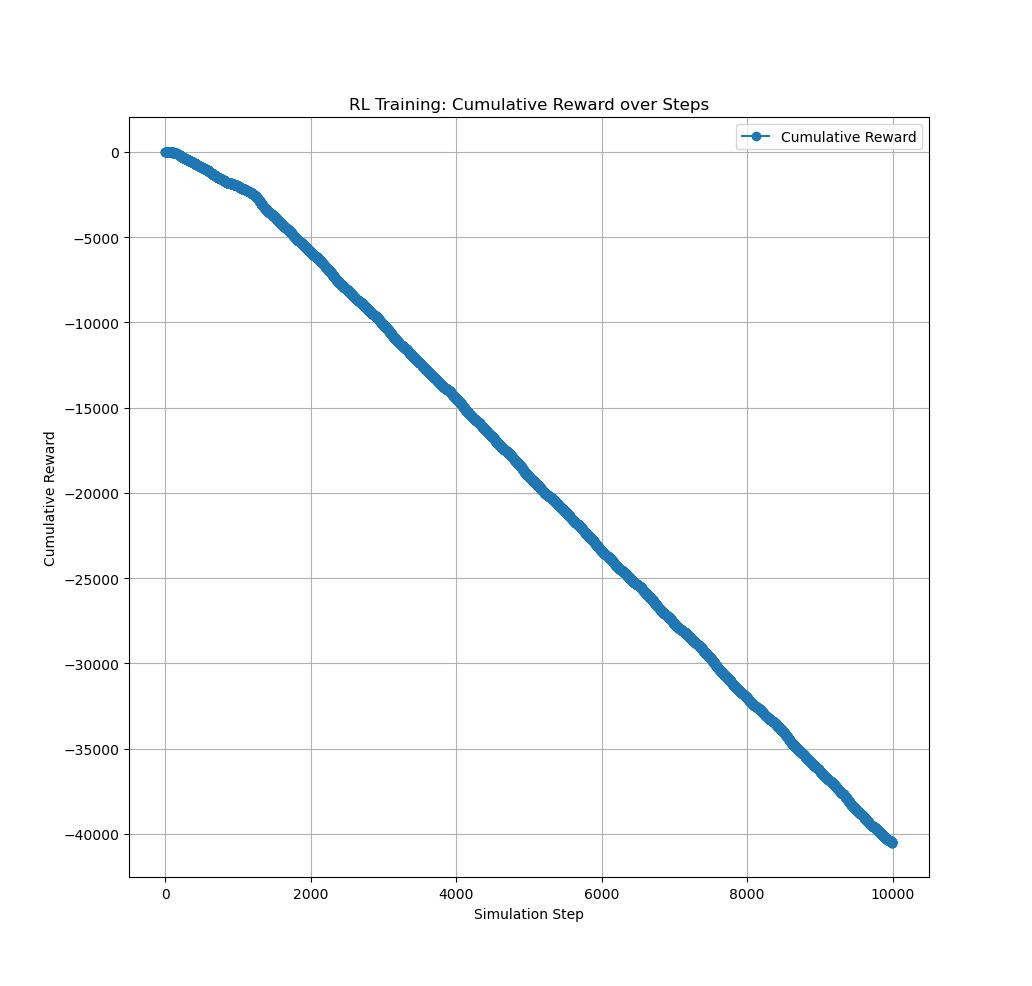 RL Training: Cumulative Reward over Steps
Cumulative Reward
0
−5000
−10000
−15000
−20000
−25000
−30000
−35000
−40000
Cumulative Reward
0 2000 4000 6000 8000 10000
Simulation Step